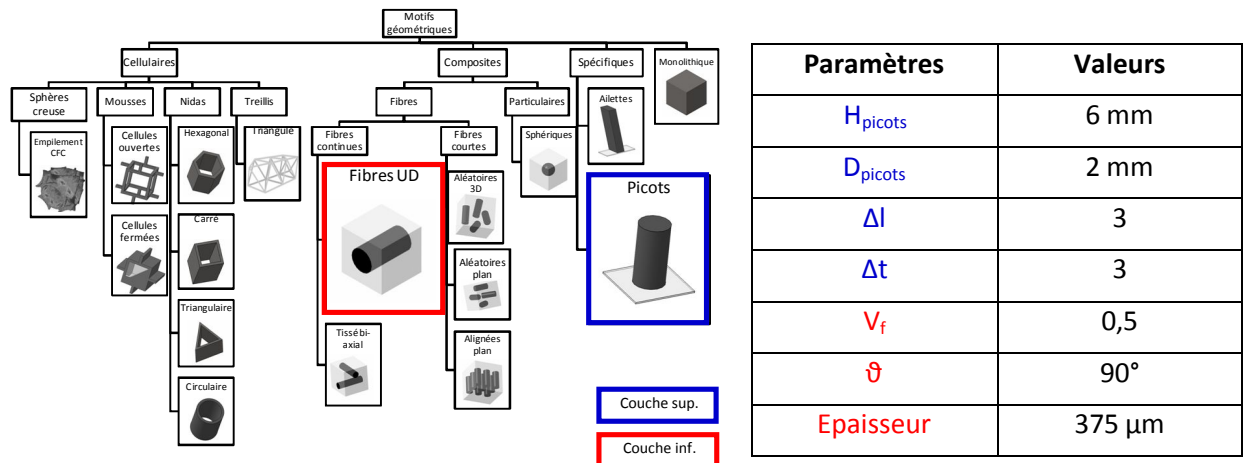 Motifs
géométriques
Cellulaires
Composites
Spécifiques
Monolithique
Sphères
creuse
Mousses
Nidas
Treillis
Fibres
Particulaires
Ailettes
Empilement
CFC
Cellules
ouvertes
Hexagonal
Triangule
Fibres
continues
Fibres
courtes
Sphériques
Fibres UD
Aléatoires
3D
Picots
Cellules
fermées
Carré
Aléatoires
plan
Triangulaire
Tissébi-
axial
Alignées
plan
Circulaire
Couche sup.
Couche inf.
Paramètres Valeurs
Hpicots 6 mm
Dpicots 2 mm
Δl 3
Δt 3
Vf 0,5
ϑ 90°
Epaisseur 375 μm